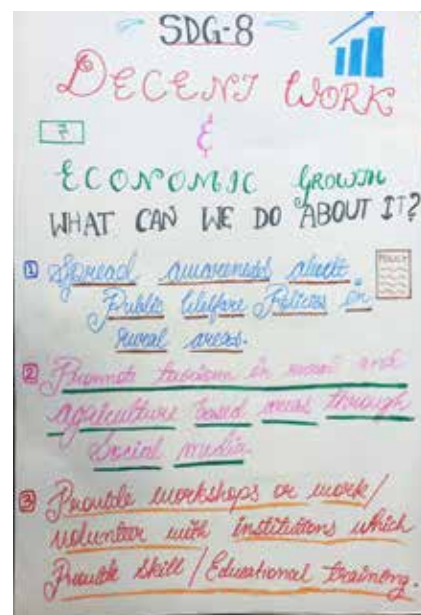 SDG-8
DECENT WORK
7
&
ECONOMIC GROWTH
WHAT CAN WE DO ABOUT IT?
POLICY
1 Spread awareness about
Public Welfare Policies in
rural areas.
2 Promote tourism in rural and
agriculture based areas through
Social media.
3 Provide workshops or work/
volunteer with institutions which
Provide skill/Educational training.